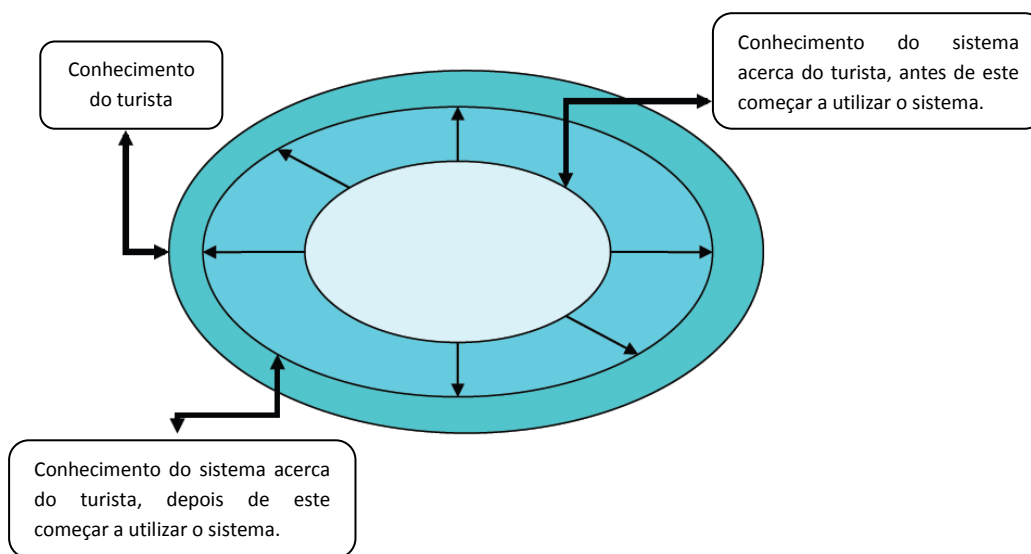 Conhecimento
do turista
Conhecimento do sistema
acerca do turista, antes de este
começar a utilizar o sistema.
Conhecimento do sistema acerca
do turista, depois de este
começar a utilizar o sistema.